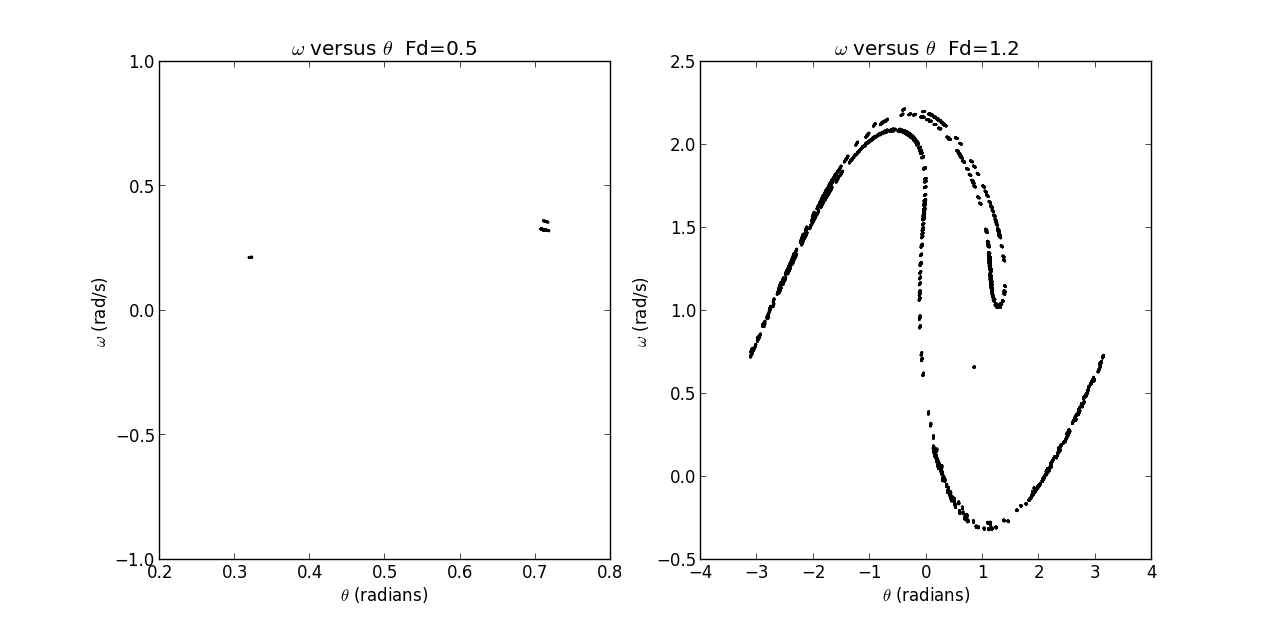 ω versus θ Fd=0.5
1.0
0.5
0.0
−0.5
−1.0
0.2 0.3 0.4 0.5 0.6 0.7 0.8
θ (radians)
ω (rad/s)
ω versus θ Fd=1.2
2.5
2.0
1.5
1.0
0.5
0.0
−0.5
−4 −3 −2 −1 0 1 2 3 4
θ (radians)
ω (rad/s)